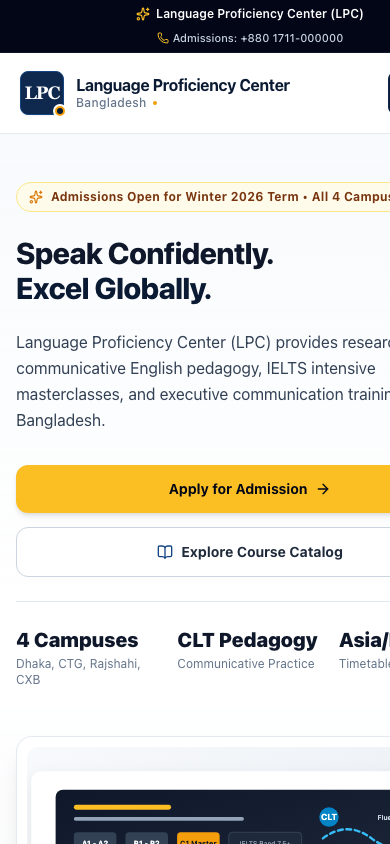 Language Proficiency Center (LPC)
Admissions: +880 1711-000000
LPC
Language Proficiency Center
Bangladesh
Admissions Open for Winter 2026 Term • All 4 Campus
Speak Confidently.
Excel Globally.
Language Proficiency Center (LPC) provides resear
communicative English pedagogy, IELTS intensive
masterclasses, and executive communication trainin
Bangladesh.
Apply for Admission →
Explore Course Catalog
4 Campuses
Dhaka, CTG, Rajshahi,
CXB
CLT Pedagogy
Communicative Practice
Asia/
Timetable
CLT
Flue
A1 - A2
B1 - B2
C1 Master
IELTS Band 7.5+